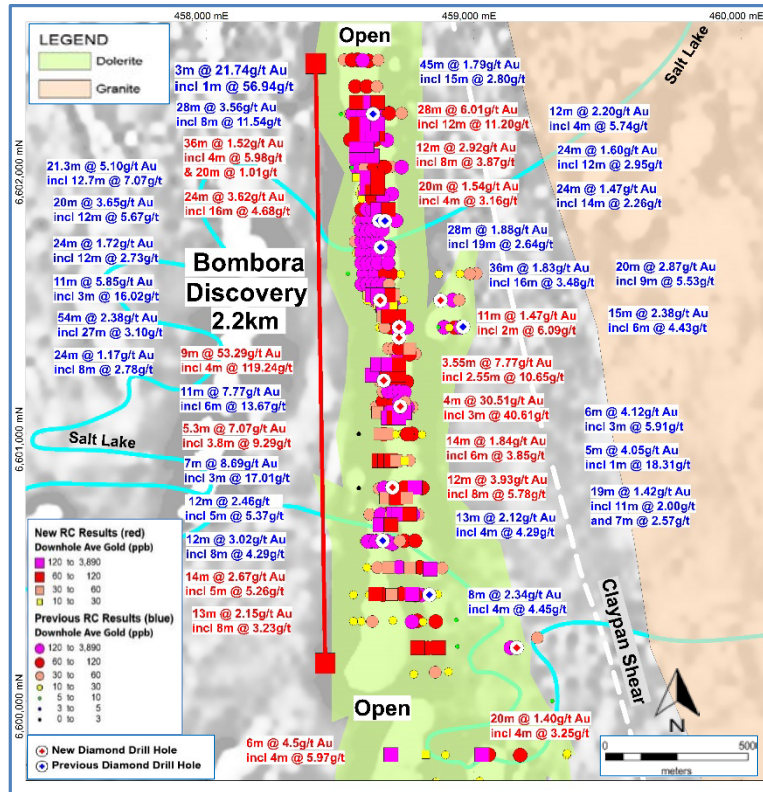 458,000 mE
459,000 mE
460,000 mE
LEGEND
Dolerite
Granite
Open
3m @ 21.74g/t Au
incl 1m @ 56.94g/t
28m @ 3.56g/t Au
incl 8m @ 11.54g/t
36m @ 1.52g/t Au
incl 4m @ 5.98g/t
& 20m @ 1.01g/t
24m @ 3.62g/t Au
incl 16m @ 4.68g/t
45m @ 1.79g/t Au
incl 15m @ 2.80g/t
28m @ 6.01g/t Au
incl 12m @ 11.20g/t
12m @ 2.92g/t Au
incl 8m @ 3.87g/t
20m @ 1.54g/t Au
incl 4m @ 3.16g/t
Salt Lake
12m @ 2.20g/t Au
incl 4m @ 5.74g/t
24m @ 1.60g/t Au
incl 12m @ 2.95g/t
24m @ 1.47g/t Au
incl 14m @ 2.26g/t
6,602,000 mN
21.3m @ 5.10g/t Au
incl 12.7m @ 7.07g/t
20m @ 3.65g/t Au
incl 12m @ 5.67g/t
24m @ 1.72g/t Au
incl 12m @ 2.73g/t
11m @ 5.85g/t Au
incl 3m @ 16.02g/t
54m @ 2.38g/t Au
incl 27m @ 3.10g/t
24m @ 1.17g/t Au
incl 8m @ 2.78g/t
Bombora
Discovery
2.2km
28m @ 1.88g/t Au
incl 19m @ 2.64g/t
36m @ 1.83g/t Au
incl 16m @ 3.48g/t
20m @ 2.87g/t Au
incl 9m @ 5.53g/t
11m @ 1.47g/t Au
incl 2m @ 6.09g/t
15m @ 2.38g/t Au
incl 6m @ 4.43g/t
9m @ 53.29g/t Au
incl 4m @ 119.24g/t
11m @ 7.77g/t Au
incl 6m @ 13.67g/t
5.3m @ 7.07g/t Au
incl 3.8m @ 9.29g/t
7m @ 8.69g/t Au
incl 3m @ 17.01g/t
12m @ 2.46g/t
incl 5m @ 5.37g/t
12m @ 3.02g/t Au
incl 8m @ 4.29g/t
14m @ 2.67g/t Au
incl 5m @ 5.26g/t
13m @ 2.15g/t Au
incl 8m @ 3.23g/t
3.55m @ 7.77g/t Au
incl 2.55m @ 10.65g/t
4m @ 30.51g/t Au
incl 3m @ 40.61g/t
14m @ 1.84g/t Au
incl 6m @ 3.85g/t
12m @ 3.93g/t Au
incl 8m @ 5.78g/t
13m @ 2.12g/t Au
incl 4m @ 4.29g/t
8m @ 2.34g/t Au
incl 4m @ 4.45g/t
6m @ 4.12g/t Au
incl 3m @ 5.91g/t
5m @ 4.05g/t Au
incl 1m @ 18.31g/t
19m @ 1.42g/t Au
incl 11m @ 2.00g/t
and 7m @ 2.57g/t
6,601,000 mN
Salt Lake
New RC Results (red)
Downhole Ave Gold (ppb)
120 to 3,890
60 to 120
30 to 60
10 to 30
Previous RC Results (blue)
Downhole Ave Gold (ppb)
120 to 3,890
60 to 120
30 to 60
10 to 30
5 to 10
3 to 5
0 to 3
New Diamond Drill Hole
Previous Diamond Drill Hole
Claypan Shear
6,600,000 mN
Open
6m @ 4.5g/t Au
incl 4m @ 5.97g/t
20m @ 1.40g/t Au
incl 4m @ 3.25g/t
N
0 5000
meters